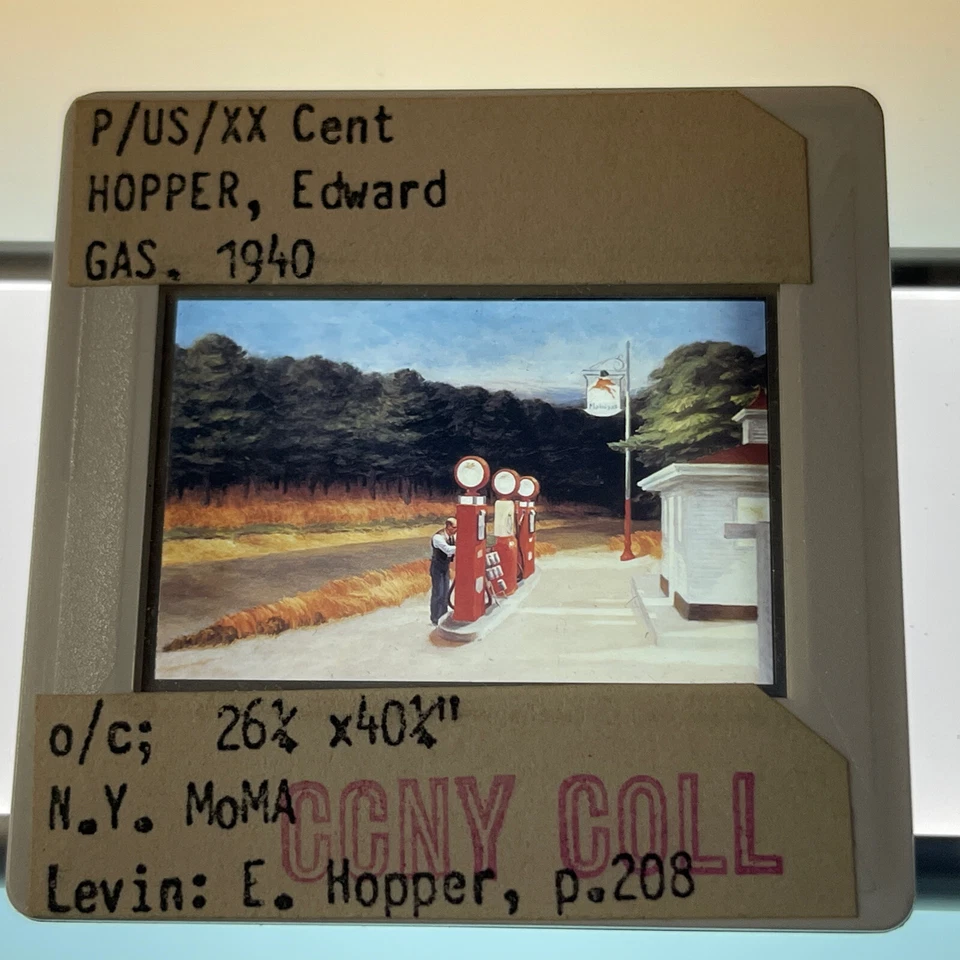 P/US/XX Cent
HOPPER, Edward
GAS. 1940
o/c; 26¼ x40¼"
N.Y. MoMA
CCNY COLL
Levin: E. Hopper, p.208